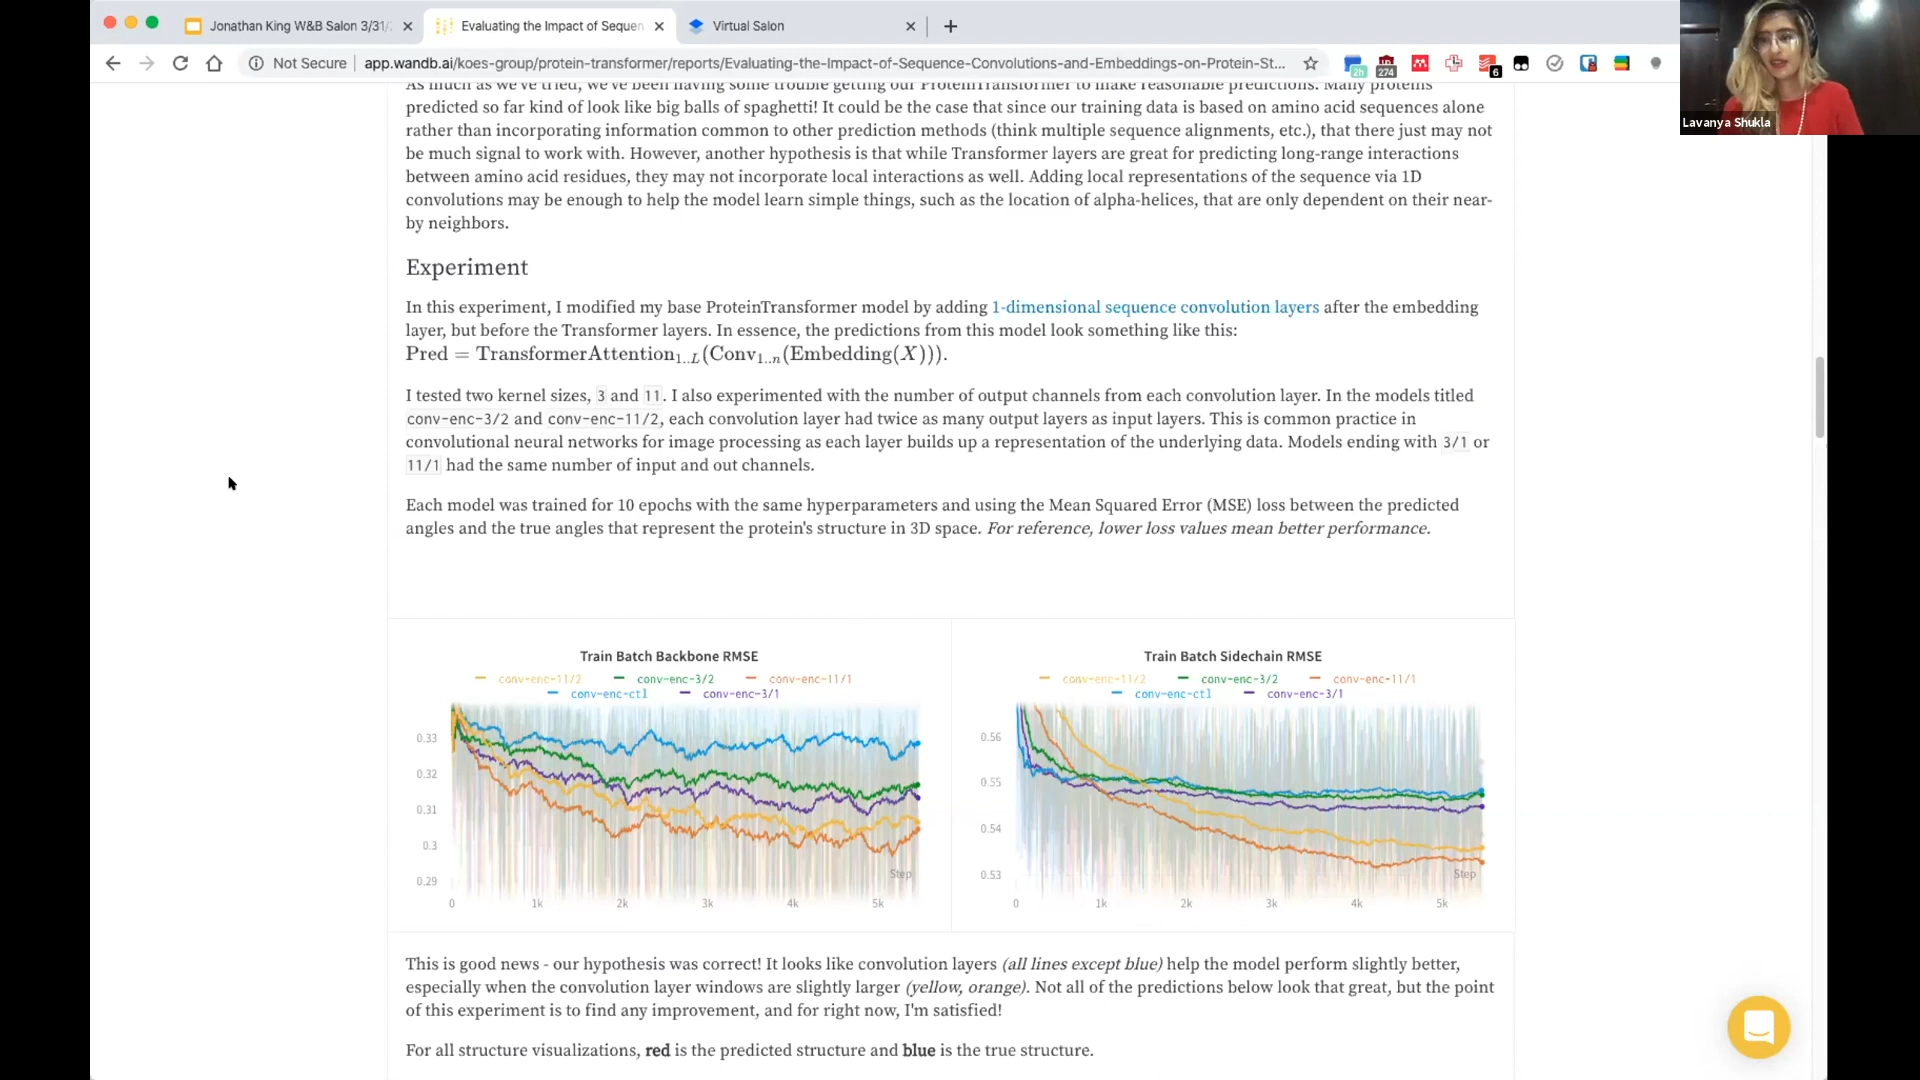 Jonathan King W&B Salon 3/31/
Evaluating the Impact of Sequen
Virtual Salon
Not Secure
app.wandb.ai/koes-group/protein-transformer/reports/Evaluating-the-Impact-of-Sequence-Convolutions-and-Embeddings-on-Protein-St...
2h
274
6
Lavanya Shukla
As much as we've tried, we've been having some trouble getting our ProteinTransformer to make reasonable predictions. Many proteins
predicted so far kind of look like big balls of spaghetti! It could be the case that since our training data is based on amino acid sequences alone
rather than incorporating information common to other prediction methods (think multiple sequence alignments, etc.), that there just may not
be much signal to work with. However, another hypothesis is that while Transformer layers are great for predicting long-range interactions
between amino acid residues, they may not incorporate local interactions as well. Adding local representations of the sequence via 1D
convolutions may be enough to help the model learn simple things, such as the location of alpha-helices, that are only dependent on their near-
by neighbors.
Experiment
In this experiment, I modified my base ProteinTransformer model by adding 1-dimensional sequence convolution layers after the embedding
layer, but before the Transformer layers. In essence, the predictions from this model look something like this:
Pred = TransformerAttention1..L(Conv1..n(Embedding(X))).
I tested two kernel sizes, 3 and 11. I also experimented with the number of output channels from each convolution layer. In the models titled
conv-enc-3/2 and conv-enc-11/2, each convolution layer had twice as many output layers as input layers. This is common practice in
convolutional neural networks for image processing as each layer builds up a representation of the underlying data. Models ending with 3/1 or
11/1 had the same number of input and out channels.
Each model was trained for 10 epochs with the same hyperparameters and using the Mean Squared Error (MSE) loss between the predicted
angles and the true angles that represent the protein's structure in 3D space. For reference, lower loss values mean better performance.
Train Batch Backbone RMSE
conv-enc-11/2 conv-enc-3/2 conv-enc-11/1
conv-enc-ctl conv-enc-3/1
0.33
0.32
0.31
0.3
0.29
Step
0 1k 2k 3k 4k 5k
Train Batch Sidechain RMSE
conv-enc-11/2 conv-enc-3/2 conv-enc-11/1
conv-enc-ctl conv-enc-3/1
0.56
0.55
0.54
0.53
Step
0 1k 2k 3k 4k 5k
This is good news - our hypothesis was correct! It looks like convolution layers (all lines except blue) help the model perform slightly better,
especially when the convolution layer windows are slightly larger (yellow, orange). Not all of the predictions below look that great, but the point
of this experiment is to find any improvement, and for right now, I'm satisfied!
For all structure visualizations, red is the predicted structure and blue is the true structure.